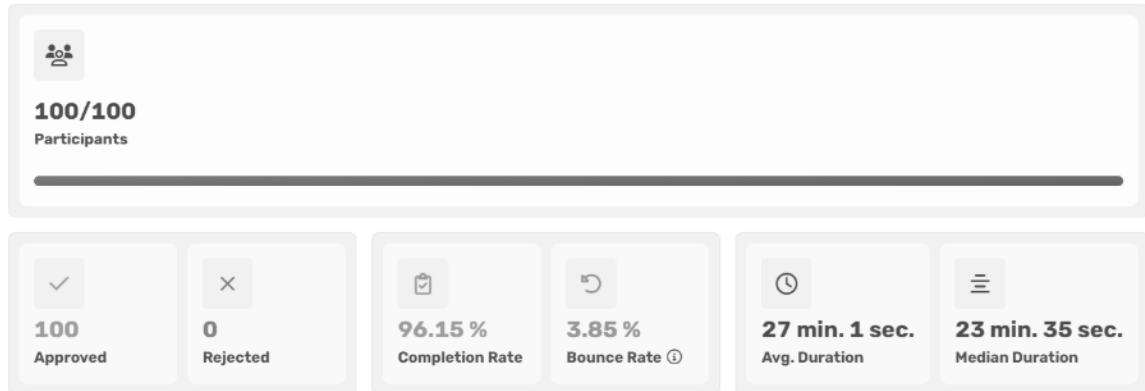 100/100
Participants
100
Approved
0
Rejected
96.15 %
Completion Rate
3.85 %
Bounce Rate
27 min. 1 sec.
Avg. Duration
23 min. 35 sec.
Median Duration